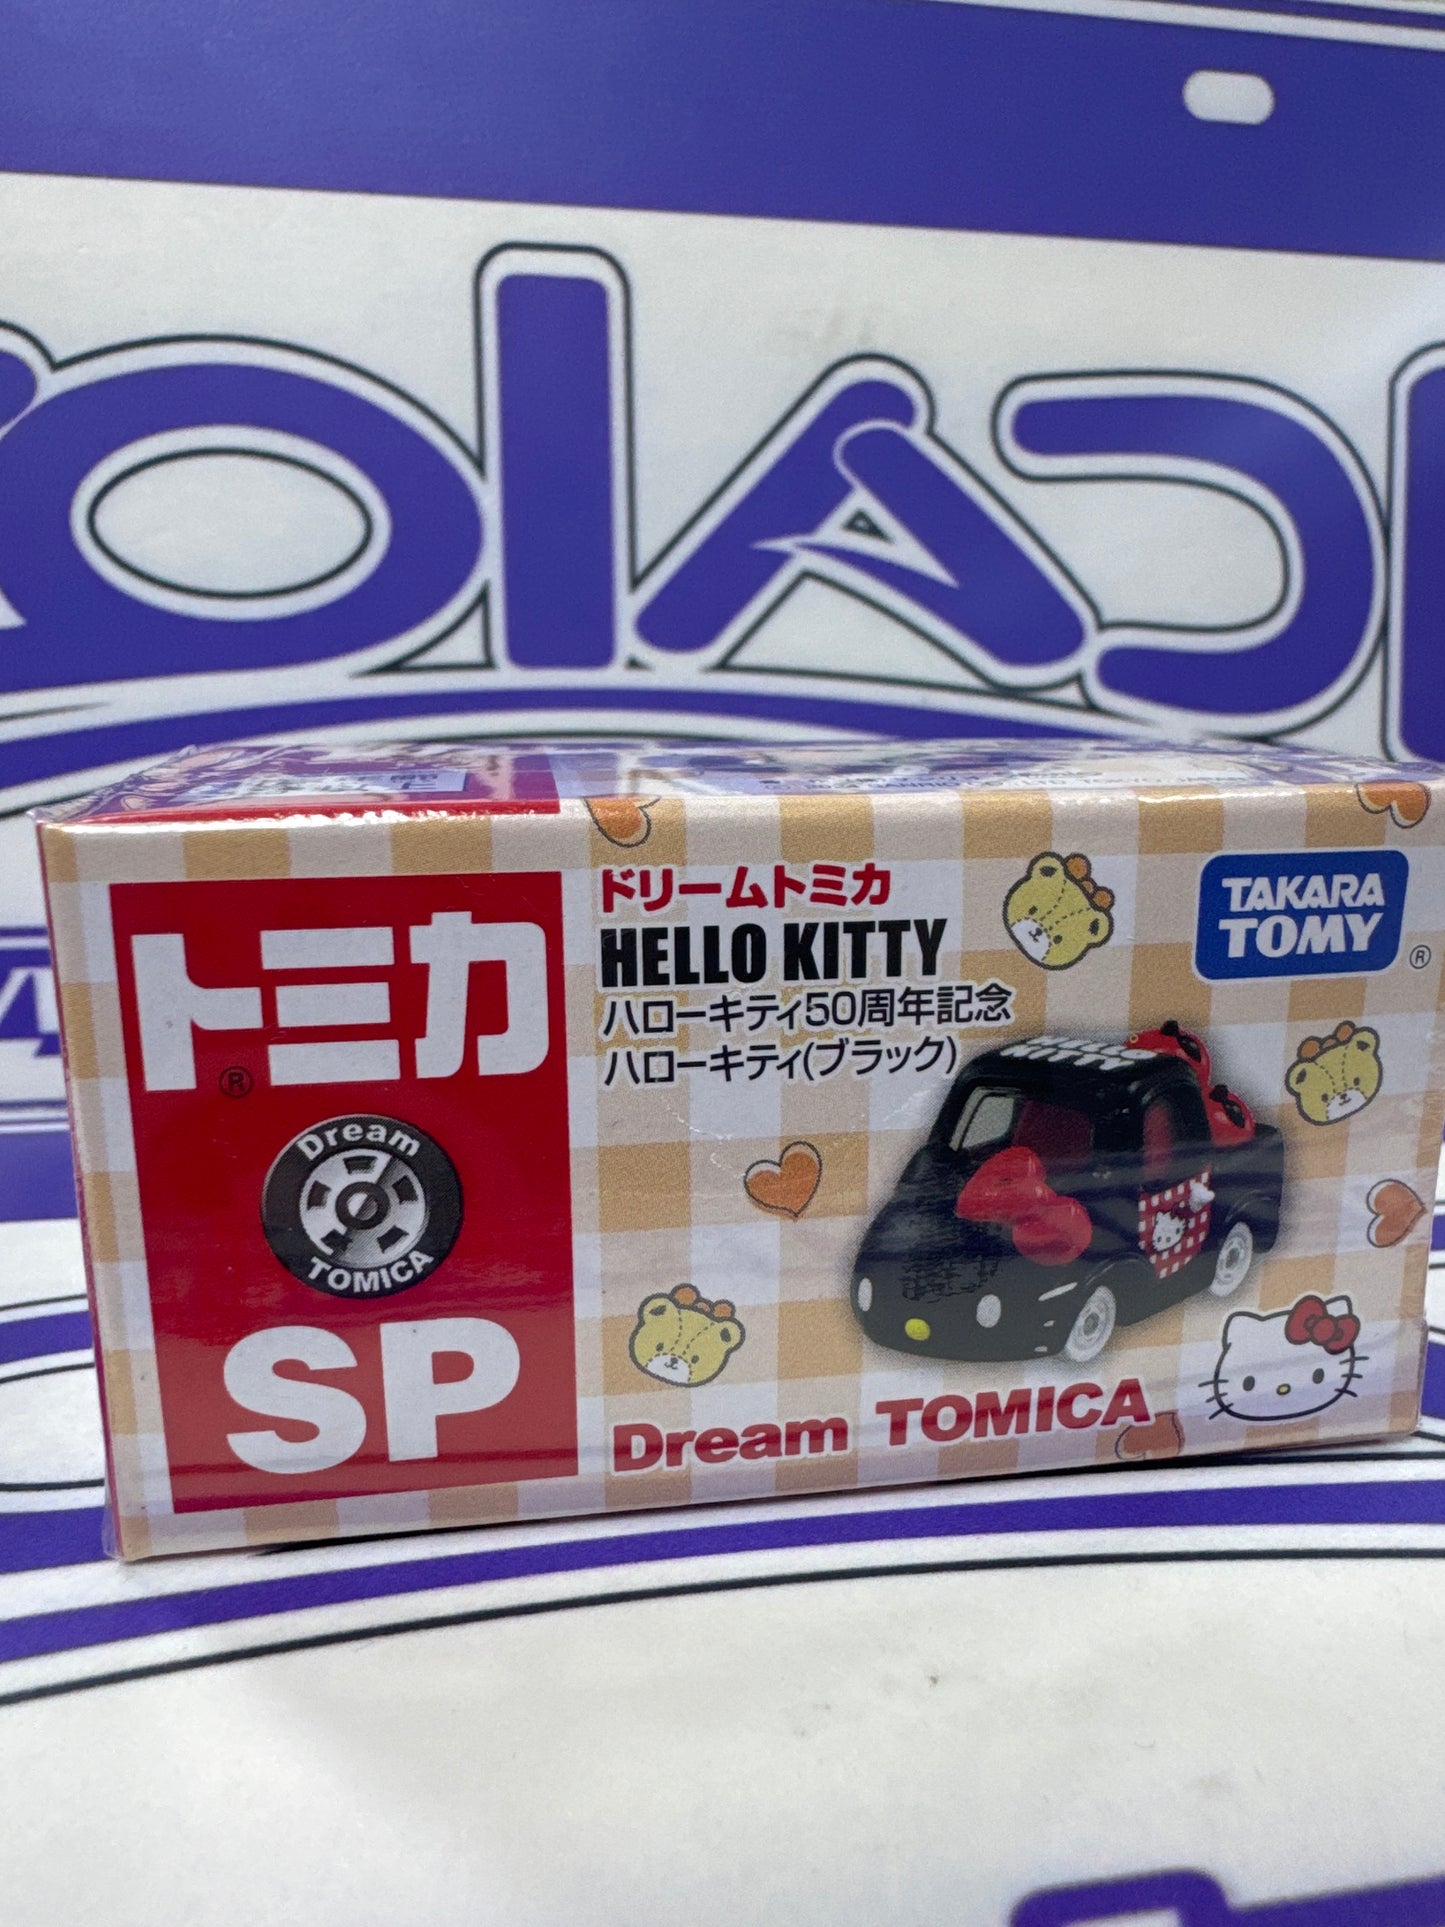 トミカ
®
Dream
TOMICA
SP
ドリームトミカ
HELLO KITTY
ハローキティ50周年記念
ハローキティ(ブラック)
TAKARA
TOMY
®
HELLO
KITTY
Dream TOMICA